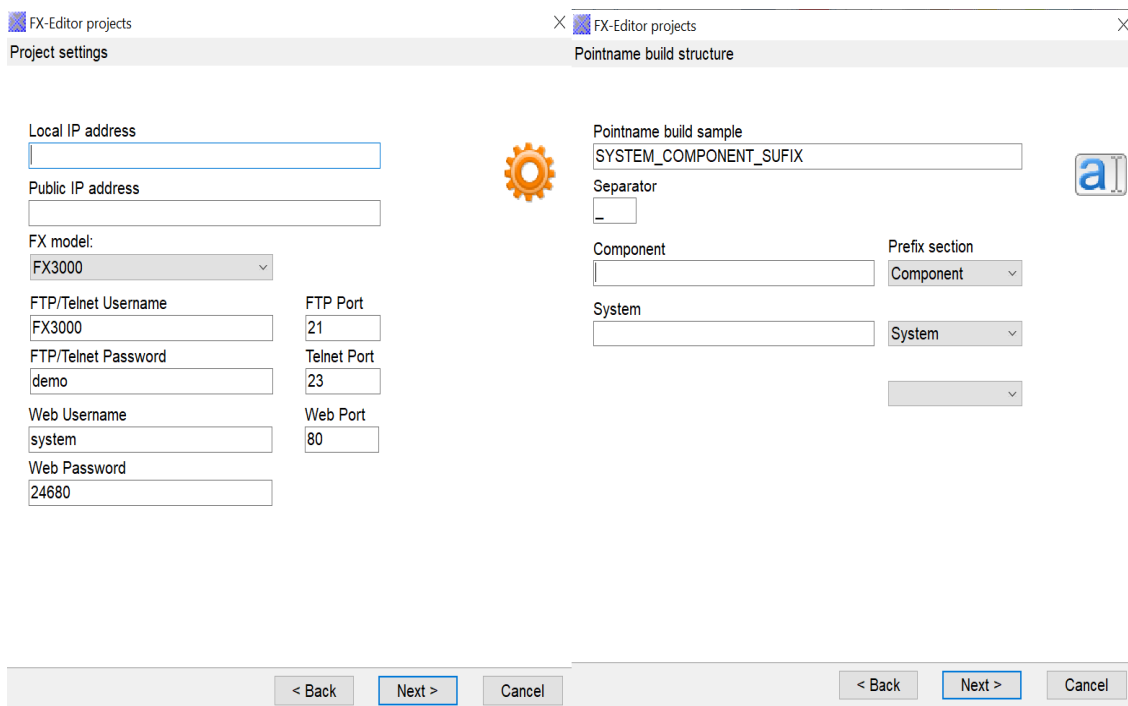 FX-Editor projects
Project settings
Local IP address
Public IP address
FX model:
FX3000
FTP/Telnet Username
FTP Port
FX3000
21
FTP/Telnet Password
Telnet Port
demo
23
Web Username
Web Port
system
80
Web Password
24680
< Back
Next >
Cancel
FX-Editor projects
Pointname build structure
Pointname build sample
SYSTEM_COMPONENT_SUFIX
Separator
_
Component
Prefix section
Component
System
System
< Back
Next >
Cancel